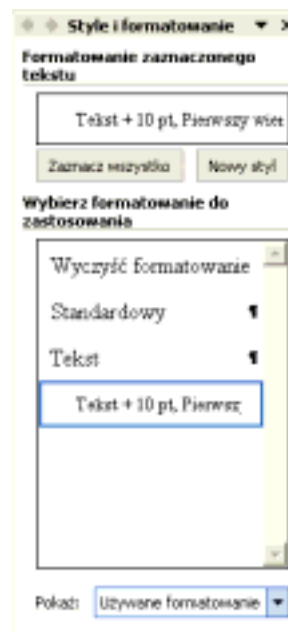 Style i formatowanie
Formatowanie zaznaczonego
tekstu
Tekst + 10 pt, Pierwszy wier
Zaznacz wszystko Nowy styl
Wybierz formatowanie do
zastosowania
Wyczyść formatowanie
Standardowy ¶
Tekst ¶
Tekst + 10 pt, Pierwsz
Pokaż: Używane formatowanie